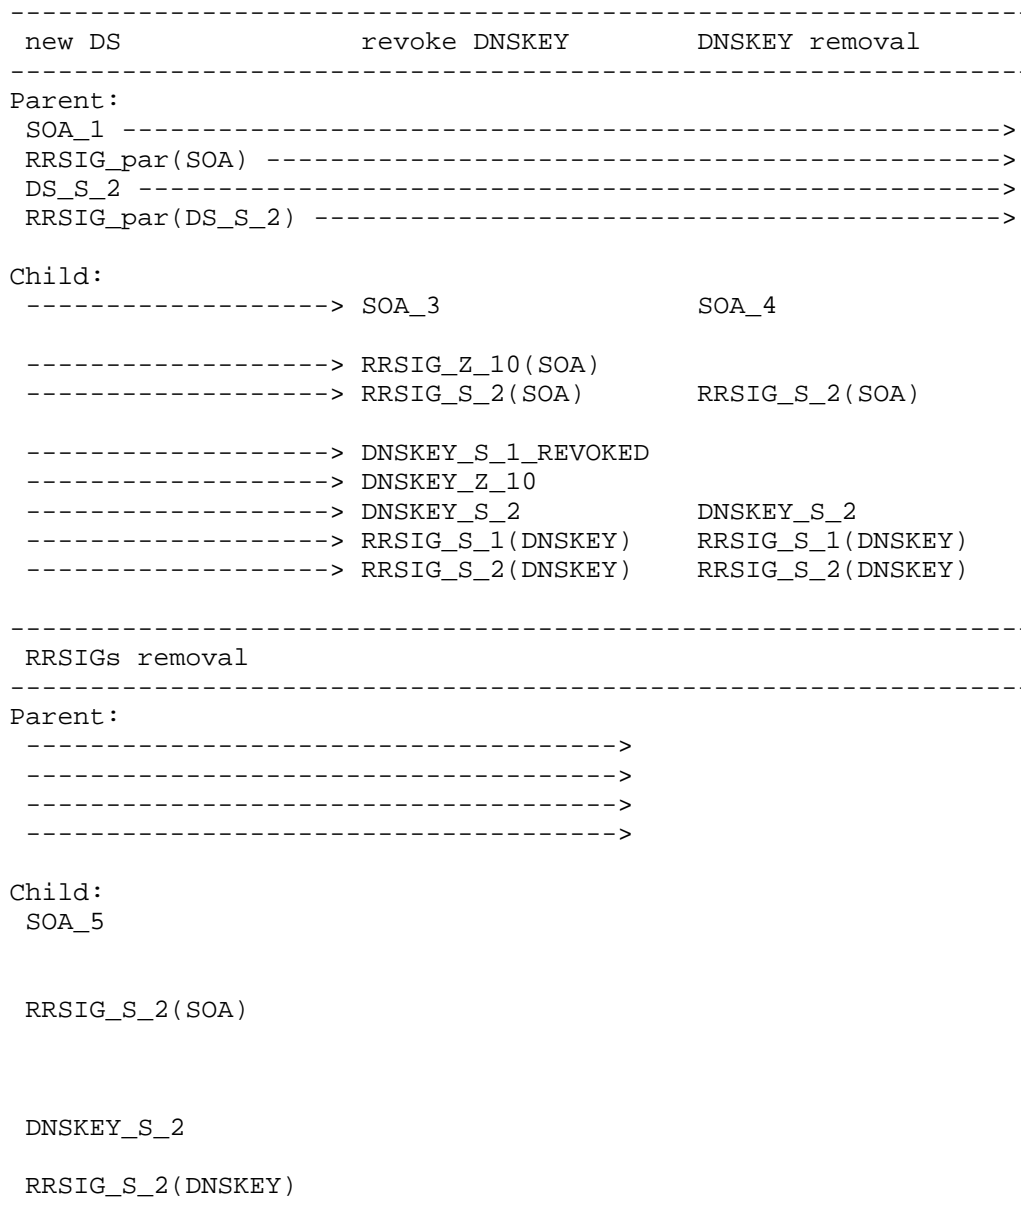 ----------------------------------------------------------------
 new DS               revoke DNSKEY        DNSKEY removal
----------------------------------------------------------------
Parent:
 SOA_1 ------------------------------------------------------->
 RRSIG_par(SOA) ---------------------------------------------->
 DS_S_2 ------------------------------------------------------>
 RRSIG_par(DS_S_2) ------------------------------------------->

Child:
 -------------------> SOA_3                SOA_4

 -------------------> RRSIG_Z_10(SOA)
 -------------------> RRSIG_S_2(SOA)       RRSIG_S_2(SOA)

 -------------------> DNSKEY_S_1_REVOKED
 -------------------> DNSKEY_Z_10
 -------------------> DNSKEY_S_2           DNSKEY_S_2
 -------------------> RRSIG_S_1(DNSKEY)    RRSIG_S_1(DNSKEY)
 -------------------> RRSIG_S_2(DNSKEY)    RRSIG_S_2(DNSKEY)

----------------------------------------------------------------
 RRSIGs removal
----------------------------------------------------------------
Parent:
 ------------------------------------->
 ------------------------------------->
 ------------------------------------->
 ------------------------------------->

Child:
 SOA_5

 RRSIG_S_2(SOA)

 DNSKEY_S_2

 RRSIG_S_2(DNSKEY)